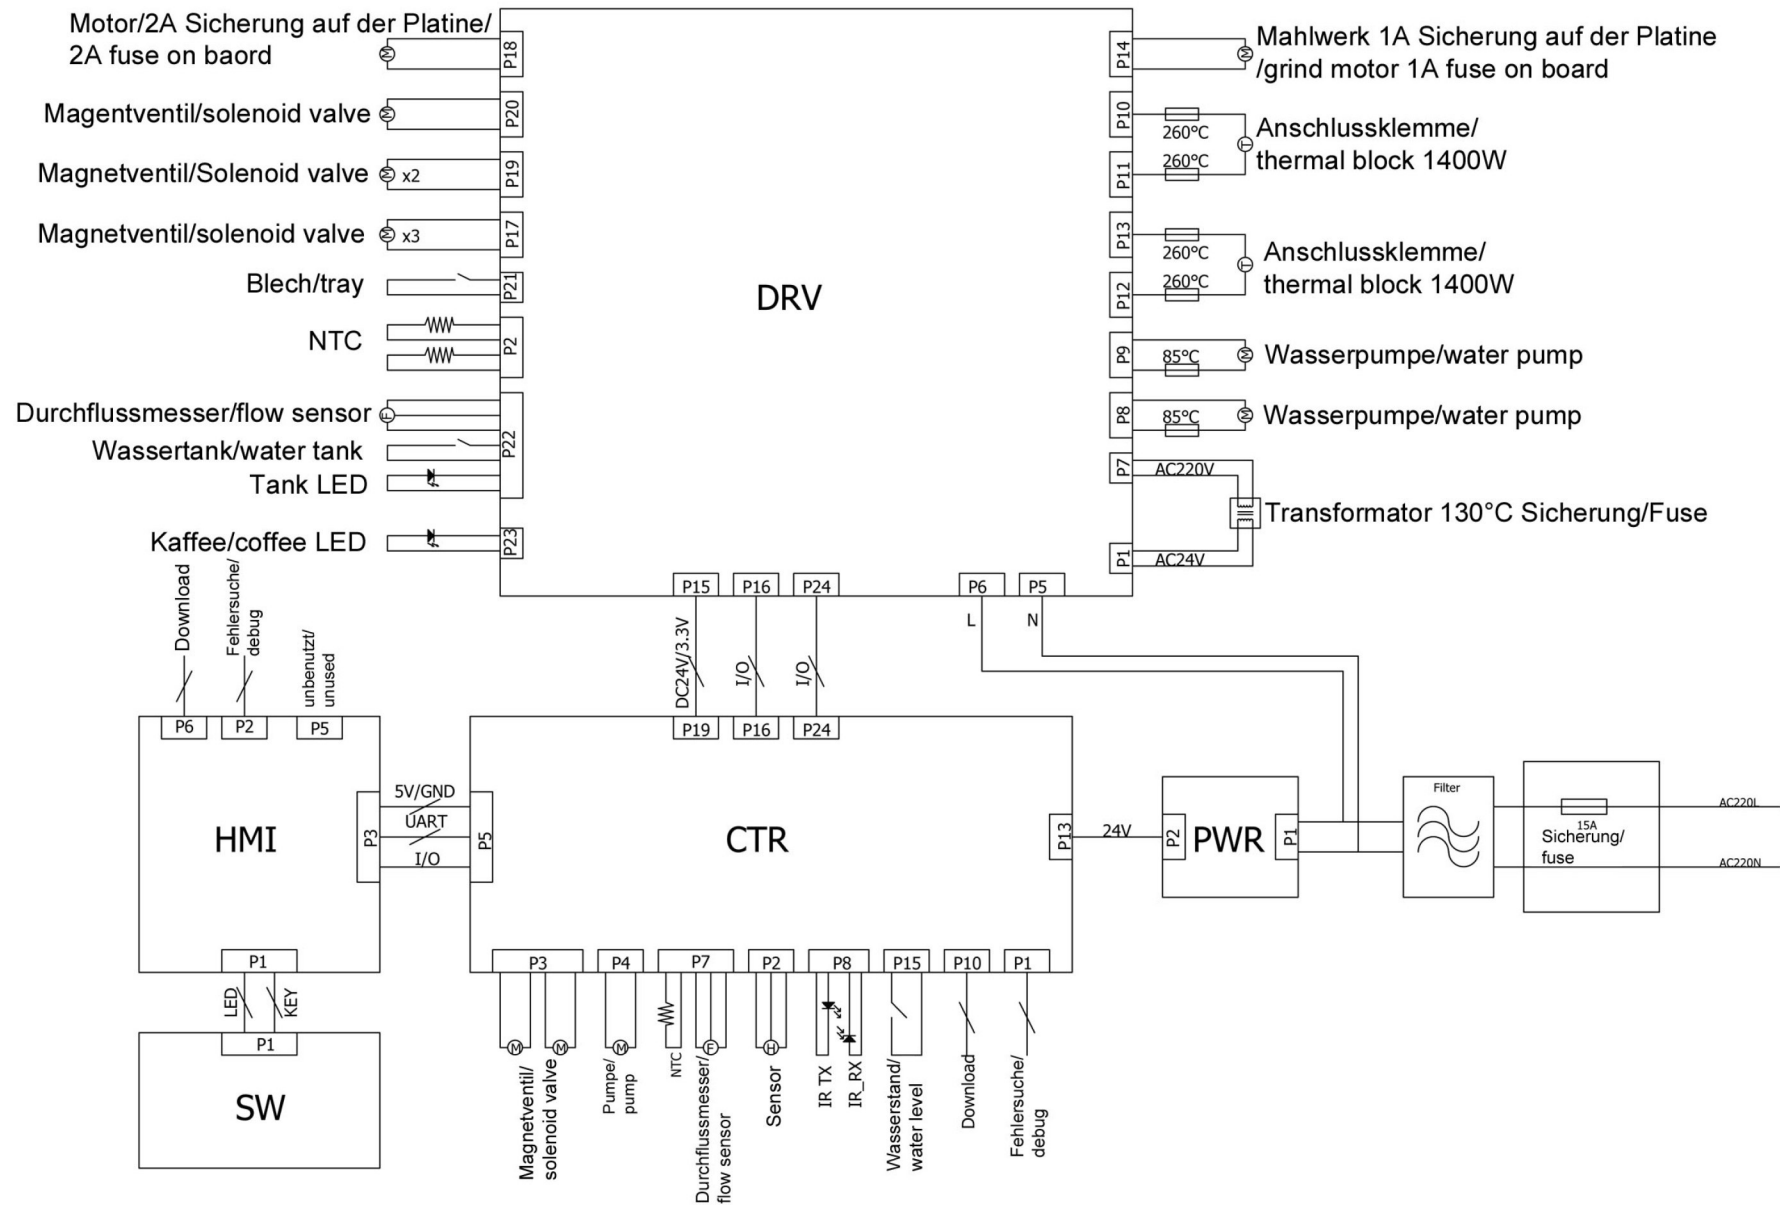 Motor/2A Sicherung auf der Platine/
2A fuse on baord
M
P18
Magentventil/solenoid valve
M
P20
Magnetventil/Solenoid valve
M
x2
P19
Magnetventil/solenoid valve
M
x3
P17
Blech/tray
P21
NTC
P2
Durchflussmesser/flow sensor
F
Wassertank/water tank
P22
Tank LED
Kaffee/coffee LED
P23
DRV
P14
M
Mahlwerk 1A Sicherung auf der Platine
/grind motor 1A fuse on board
P10
260°C
T
Anschlussklemme/
thermal block 1400W
260°C
P11
P13
260°C
T
Anschlussklemme/
thermal block 1400W
260°C
P12
P9
85°C
M
Wasserpumpe/water pump
P8
85°C
M
Wasserpumpe/water pump
P7
AC220V
Transformator 130°C Sicherung/Fuse
P1
AC24V
P15
P16
P24
P6
P5
L
N
DC24V/3.3V
I/O
I/O
Download
Fehlersuche/
debug
unbenutzt/
unused
P6
P2
P5
HMI
P3
5V/GND
UART
I/O
P5
P19
P16
P24
CTR
P13
24V
P2
PWR
P1
Filter
15A
Sicherung/
fuse
AC220L
AC220N
P1
LED
KEY
P1
SW
P3
P4
P7
P2
P8
P15
P10
P1
M
M
M
F
H
Magnetventil/
solenoid valve
Pumpe/
pump
NTC
Durchflussmesser/
flow sensor
Sensor
IR TX
IR_RX
Wasserstand/
water level
Download
Fehlersuche/
debug